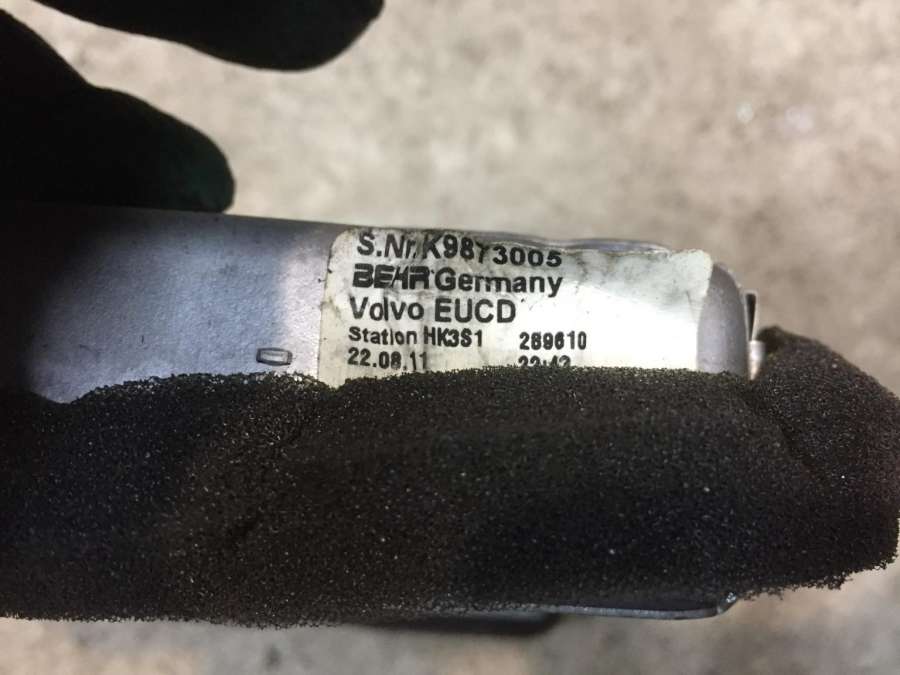 S.Nr.K9873005
BEHR Germany
Volvo EUCD
Station HK3S1 289610
22.08.11